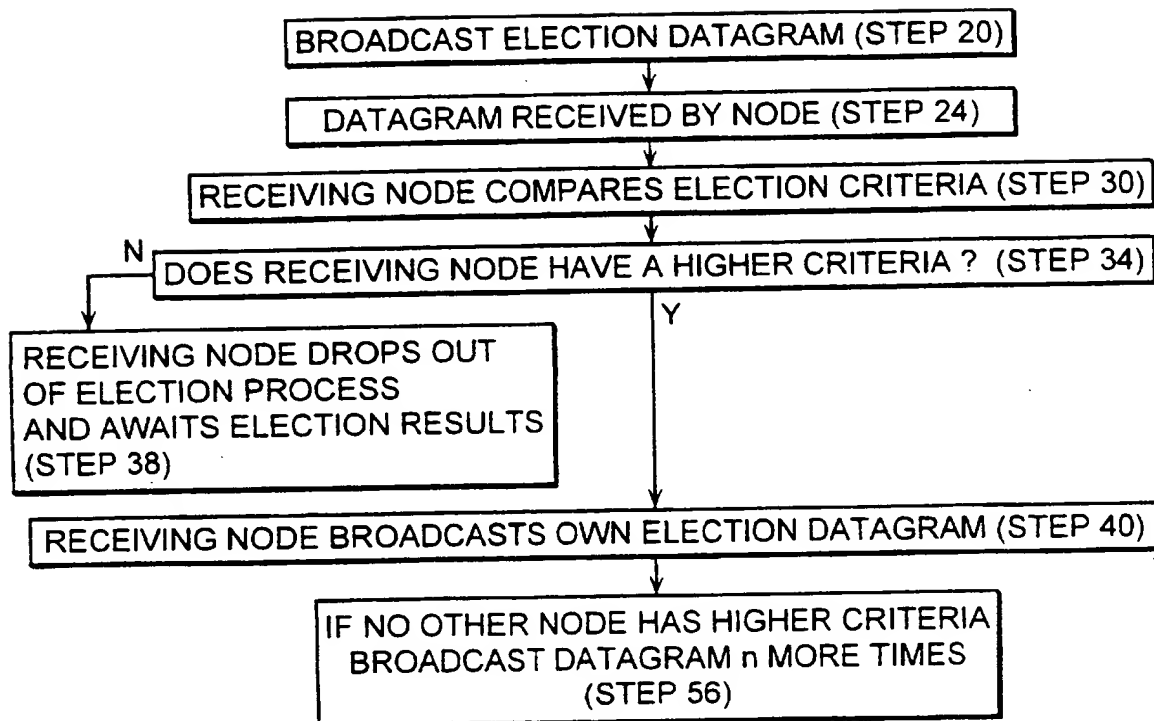 BROADCAST ELECTION DATAGRAM (STEP 20)
DATAGRAM RECEIVED BY NODE (STEP 24)
RECEIVING NODE COMPARES ELECTION CRITERIA (STEP 30)
N
DOES RECEIVING NODE HAVE A HIGHER CRITERIA ? (STEP 34)
Y
RECEIVING NODE DROPS OUT
OF ELECTION PROCESS
AND AWAITS ELECTION RESULTS
(STEP 38)
RECEIVING NODE BROADCASTS OWN ELECTION DATAGRAM (STEP 40)
IF NO OTHER NODE HAS HIGHER CRITERIA
BROADCAST DATAGRAM n MORE TIMES
(STEP 56)